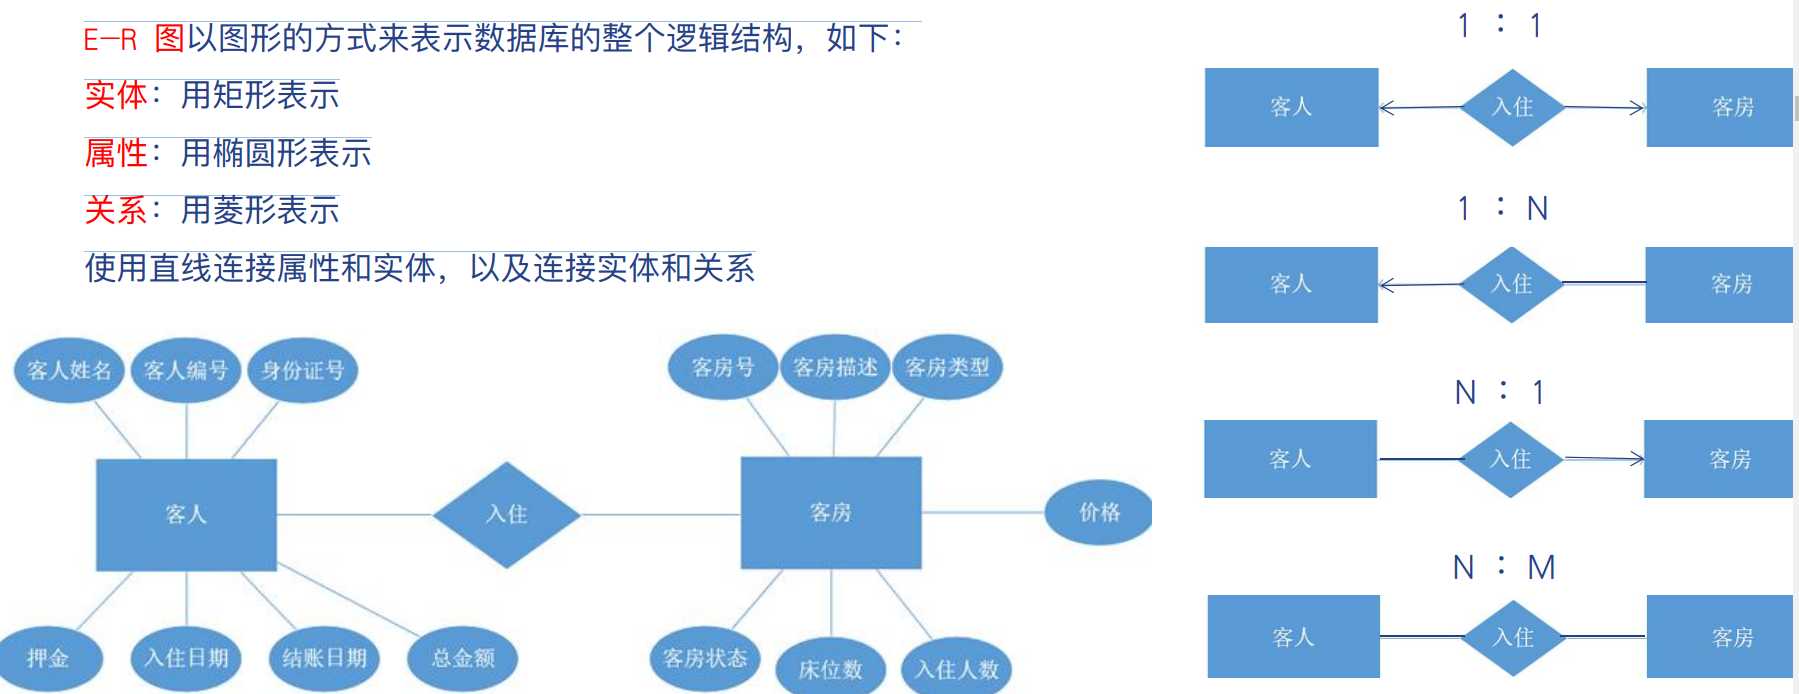 E-R 图以图形的方式来表示数据库的整个逻辑结构，如下：
实体：用矩形表示
属性：用椭圆形表示
关系：用菱形表示
使用直线连接属性和实体，以及连接实体和关系
客人姓名 客人编号 身份证号
客房号 客房描述 客房类型
客人 入住 客房 价格
押金 入住日期 结账日期 总金额
客房状态 床位数 入住人数
1 : 1
客人 入住 客房
1 : N
客人 入住 客房
N : 1
客人 入住 客房
N : M
客人 入住 客房